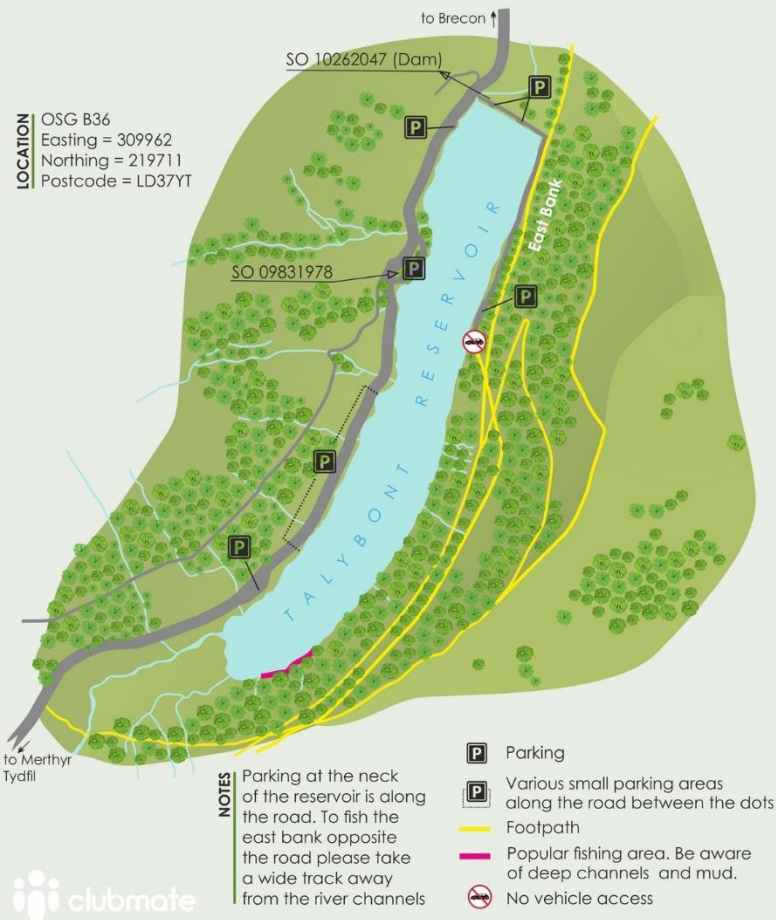 to Brecon
SO 10262047 (Dam)
P
P
LOCATION
OSG B36
Easting = 309962
Northing = 219711
Postcode = LD37YT
East Bank
SO 09831978
P
P
TALYBONT RESERVOIR
P
P
to Merthyr
Tydfil
NOTES
Parking at the neck
of the reservoir is along
the road. To fish the
east bank opposite
the road please take
a wide track away
from the river channels
P Parking
P Various small parking areas
along the road between the dots
Footpath
Popular fishing area. Be aware
of deep channels and mud.
No vehicle access
clubmate